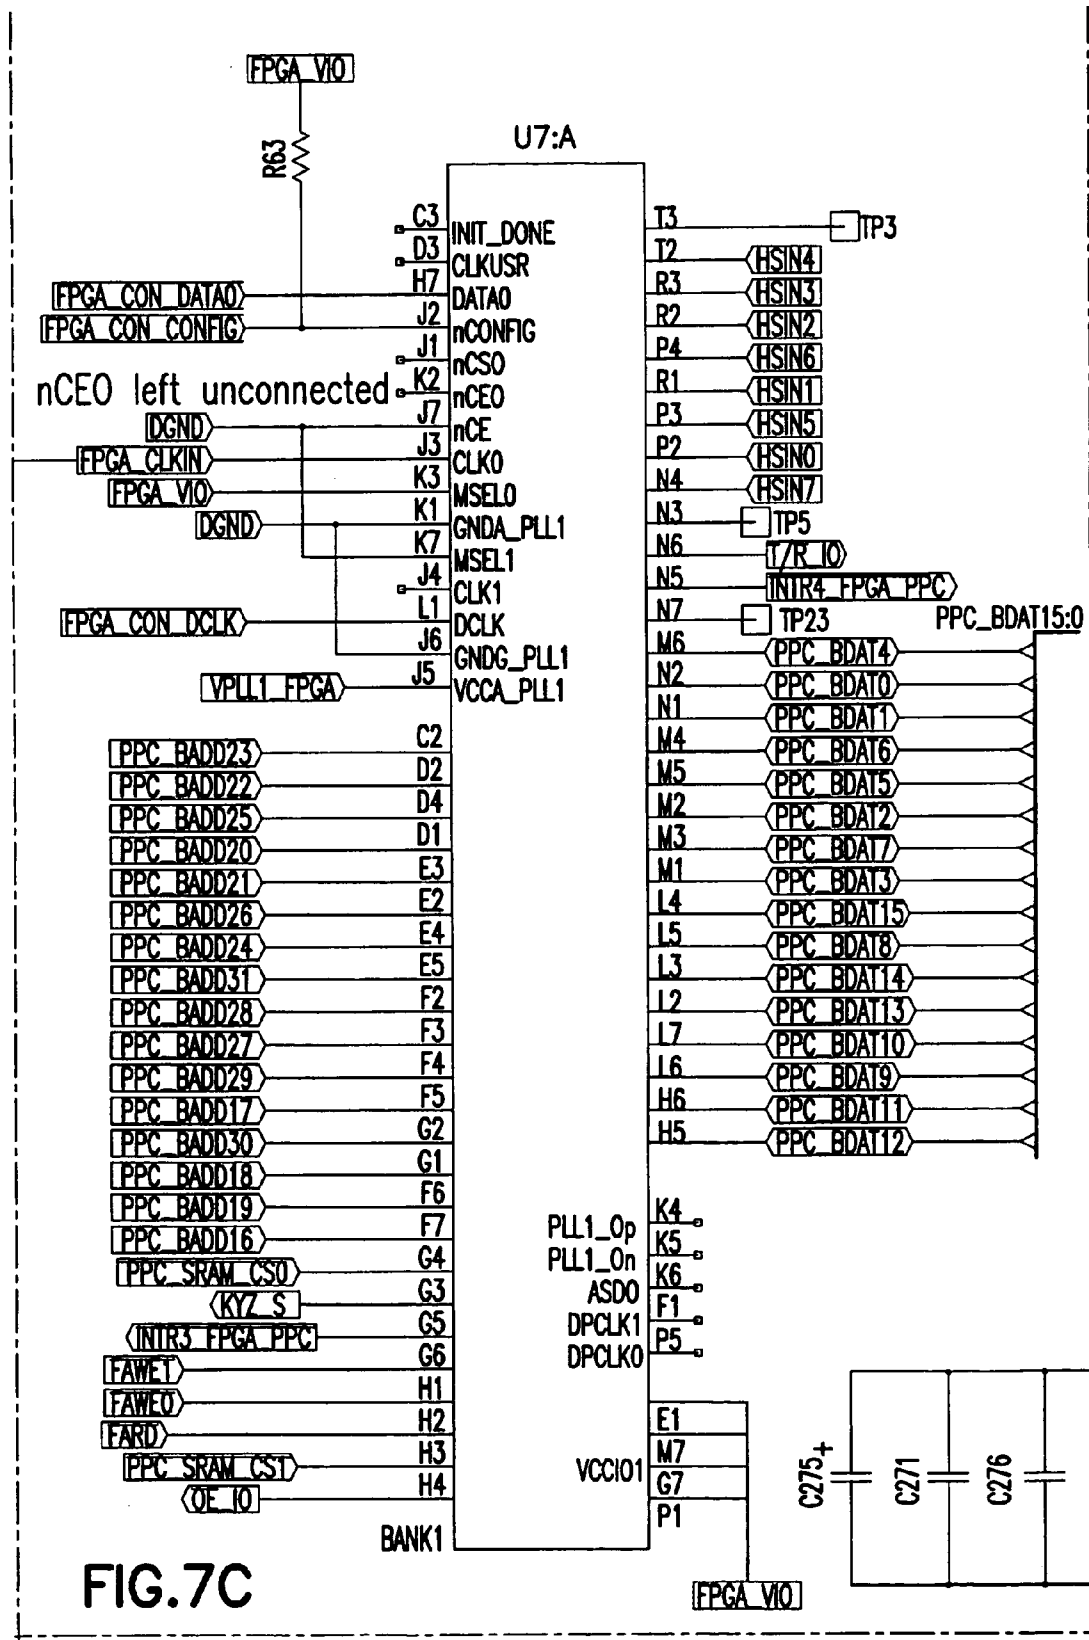 FPGA_VIO
R63
U7:A
C3 INIT_DONE
D3 CLKUSR
FPGA_CON_DATA0 H7 DATA0
FPGA_CON_CONFIG J2 nCONFIG
J1 nCSO
nCEO left unconnected K2 nCEO
DGND J7 nCE
FPGA_CLKIN J3 CLK0
FPGA_VIO K3 MSEL0
DGND K1 GNDA_PLL1
K7 MSEL1
J4 CLK1
FPGA_CON_DCLK L1 DCLK
J6 GNDG_PLL1
VPLL1_FPGA J5 VCCA_PLL1
PPC_BADD23 C2
PPC_BADD22 D2
PPC_BADD25 D4
PPC_BADD20 D1
PPC_BADD21 E3
PPC_BADD26 E2
PPC_BADD24 E4
PPC_BADD31 E5
PPC_BADD28 F2
PPC_BADD27 F3
PPC_BADD29 F4
PPC_BADD17 F5
PPC_BADD30 G2
PPC_BADD18 G1
PPC_BADD19 F6
PPC_BADD16 F7
PPC_SRAM_CS0 G4
KYZ_S G3
INTR3_FPGA_PPC G5
FAWE1 G6
FAWE0 H1
FARD H2
PPC_SRAM_CS1 H3
OE_IO H4
BANK1
T3 TP3
T2 HSIN4
R3 HSIN3
R2 HSIN2
P4 HSIN6
R1 HSIN1
P3 HSIN5
P2 HSIN0
N4 HSIN7
N3 TP5
N6 T/R_IO
N5 INTR4_FPGA_PPC
N7 TP23
PPC_BDAT15:0
M6 PPC_BDAT4
N2 PPC_BDAT0
N1 PPC_BDAT1
M4 PPC_BDAT6
M5 PPC_BDAT5
M2 PPC_BDAT2
M3 PPC_BDAT7
M1 PPC_BDAT3
L4 PPC_BDAT15
L5 PPC_BDAT8
L3 PPC_BDAT14
L2 PPC_BDAT13
L7 PPC_BDAT10
L6 PPC_BDAT9
H6 PPC_BDAT11
H5 PPC_BDAT12
PLL1_Op K4
PLL1_On K5
ASDO K6
DPCLK1 F1
DPCLK0 P5
E1
VCCIO1 M7
G7
P1
FPGA_VIO
C275 +
C271
C276
FIG.7C